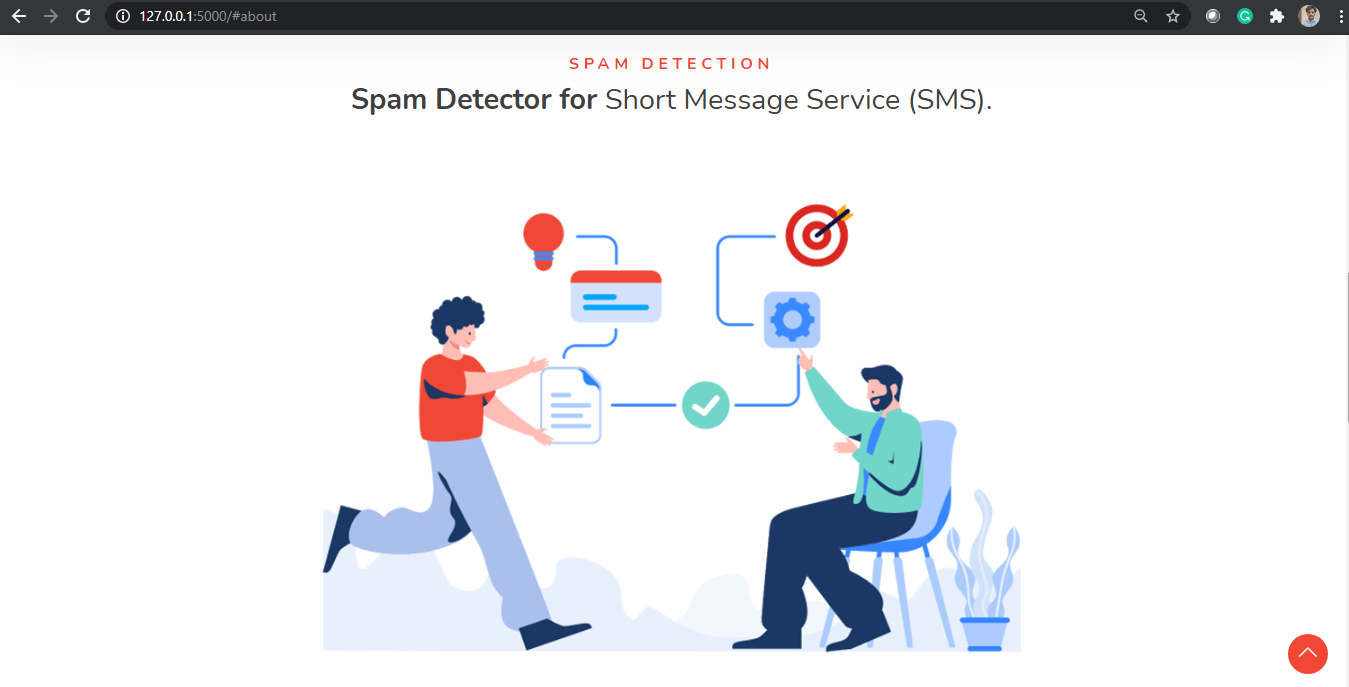 127.0.0.1:5000/#about
SPAM DETECTION
Spam Detector for Short Message Service (SMS).